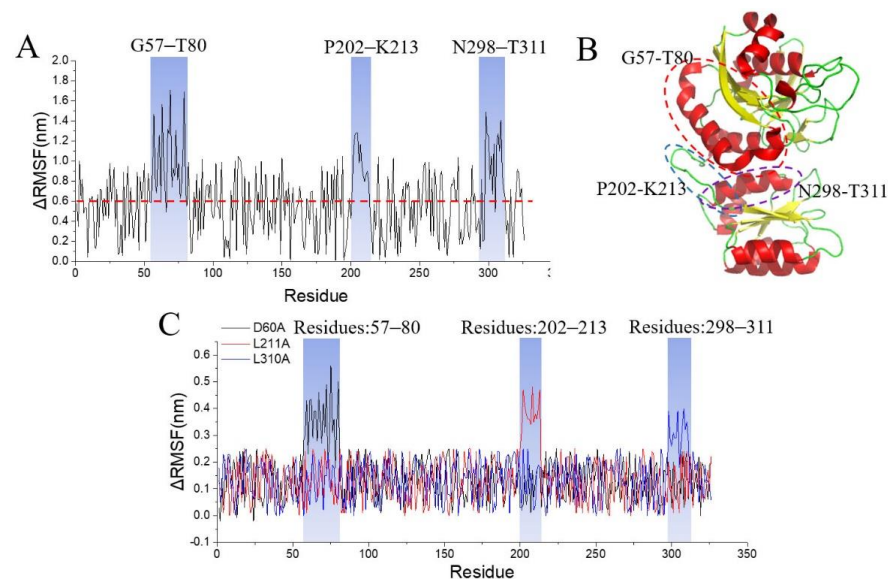 A
G57–T80
P202–K213
N298–T311
2.0
1.8
1.6
1.4
1.2
1.0
0.8
0.6
0.4
0.2
0.0
ΔRMSF(nm)
0 50 100 150 200 250 300
Residue
B
G57-T80
P202-K213
N298-T311
C
D60A
L211A
L310A
Residues:57–80
Residues:202–213
Residues:298–311
0.6
0.5
0.4
0.3
0.2
0.1
0.0
-0.1
ΔRMSF(nm)
0 50 100 150 200 250 300 350
Residue